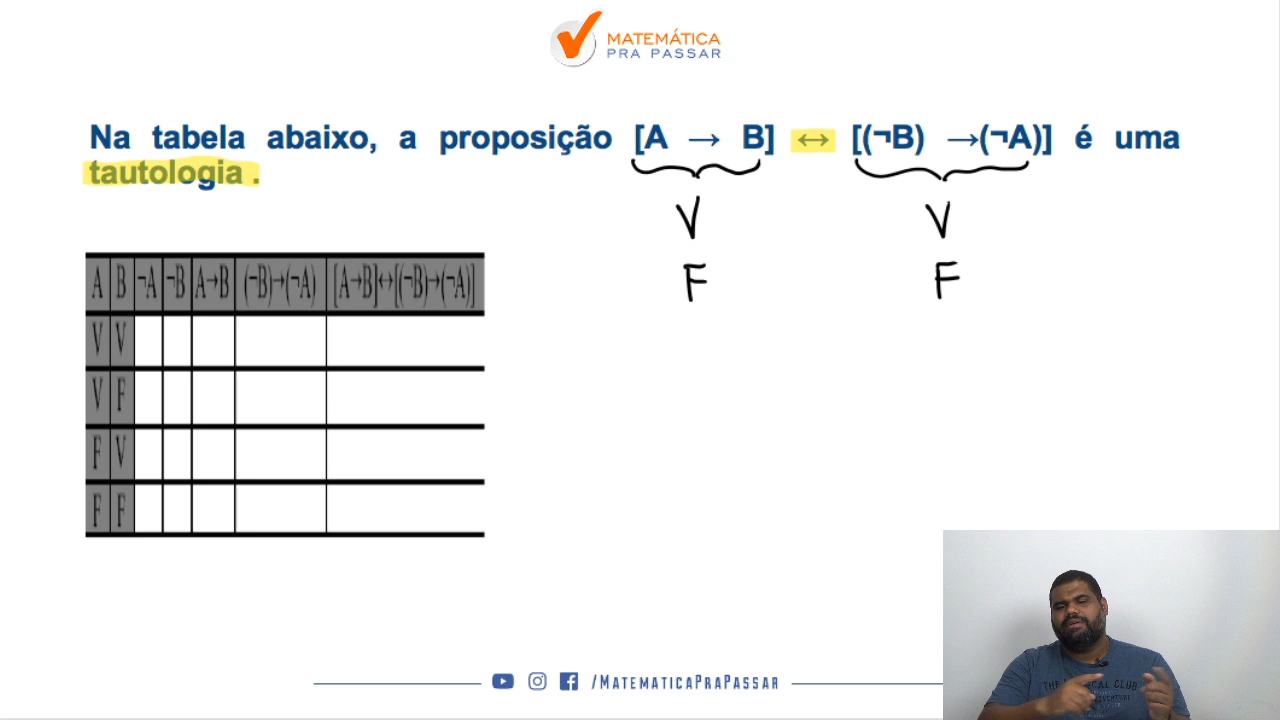 MATEMÁTICA
PRA PASSAR
Na tabela abaixo, a proposição [A → B] ↔ [(¬B) →(¬A)] é uma
tautologia .
V V
F F
A B ¬A ¬B A→B (¬B)→(¬A) [A→B]↔[(¬B)→(¬A)]
V V
V F
F V
F F
/MATEMATICAPRAPASSAR